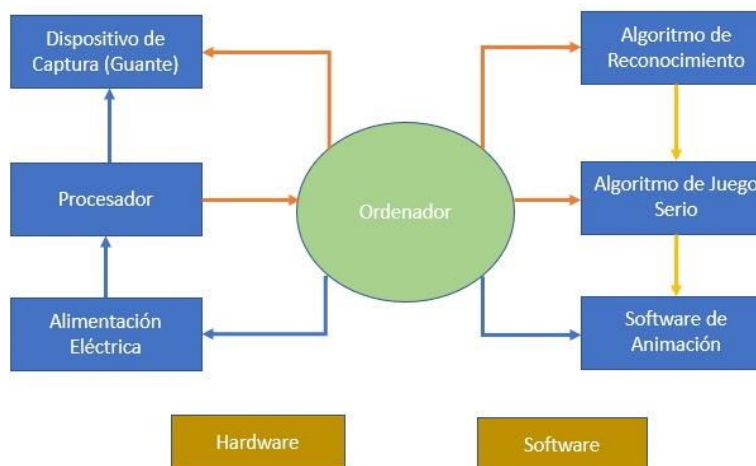 Dispositivo de
Captura (Guante)
Procesador
Alimentación
Eléctrica
Ordenador
Algoritmo de
Reconocimiento
Algoritmo de Juego
Serio
Software de
Animación
Hardware
Software